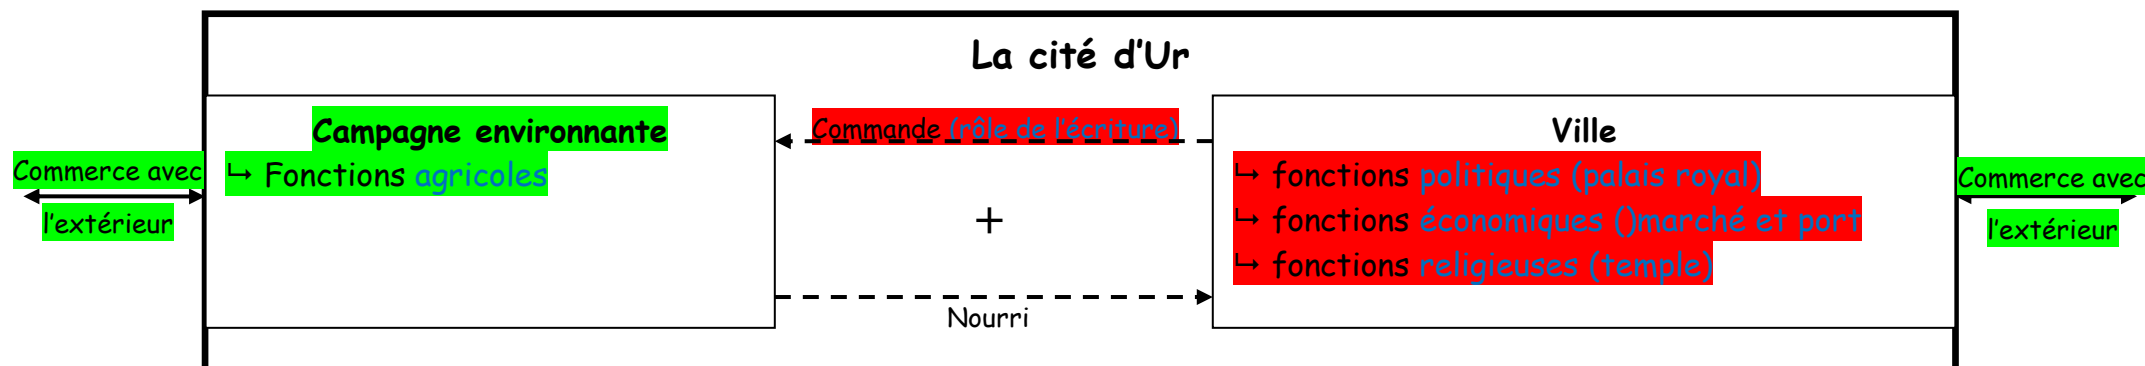 La cité d'Ur
Commerce avec
l'extérieur
Campagne environnante
↳ Fonctions agricoles
Commande (rôle de l'écriture)
+
Nourri
Ville
↳ fonctions politiques (palais royal)
↳ fonctions économiques ()marché et port
↳ fonctions religieuses (temple)
Commerce avec
l'extérieur